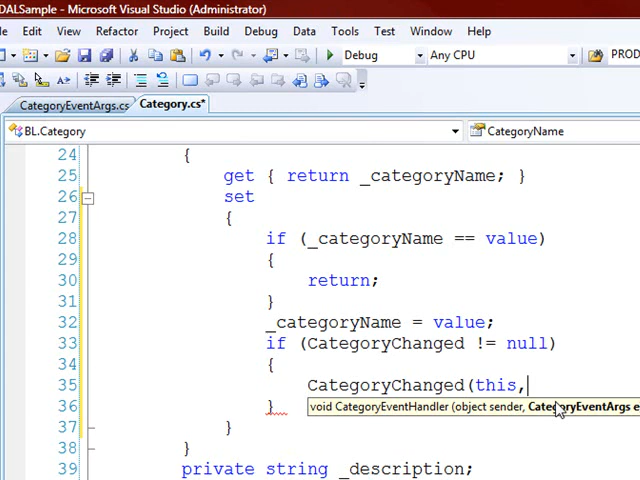 DALSample - Microsoft Visual Studio (Administrator)
Edit View Refactor Project Build Debug Data Tools Test Window Help
Debug Any CPU PROD
CategoryEventArgs.cs Category.cs*
BL.Category CategoryName
24 {
25 get { return _categoryName; }
26 set
27 {
28 if (_categoryName == value)
29 {
30 return;
31 }
32 _categoryName = value;
33 if (CategoryChanged != null)
34 {
35 CategoryChanged(this,
36 } void CategoryEventHandler (object sender, CategoryEventArgs e
37 }
38 }
39 private string _description;